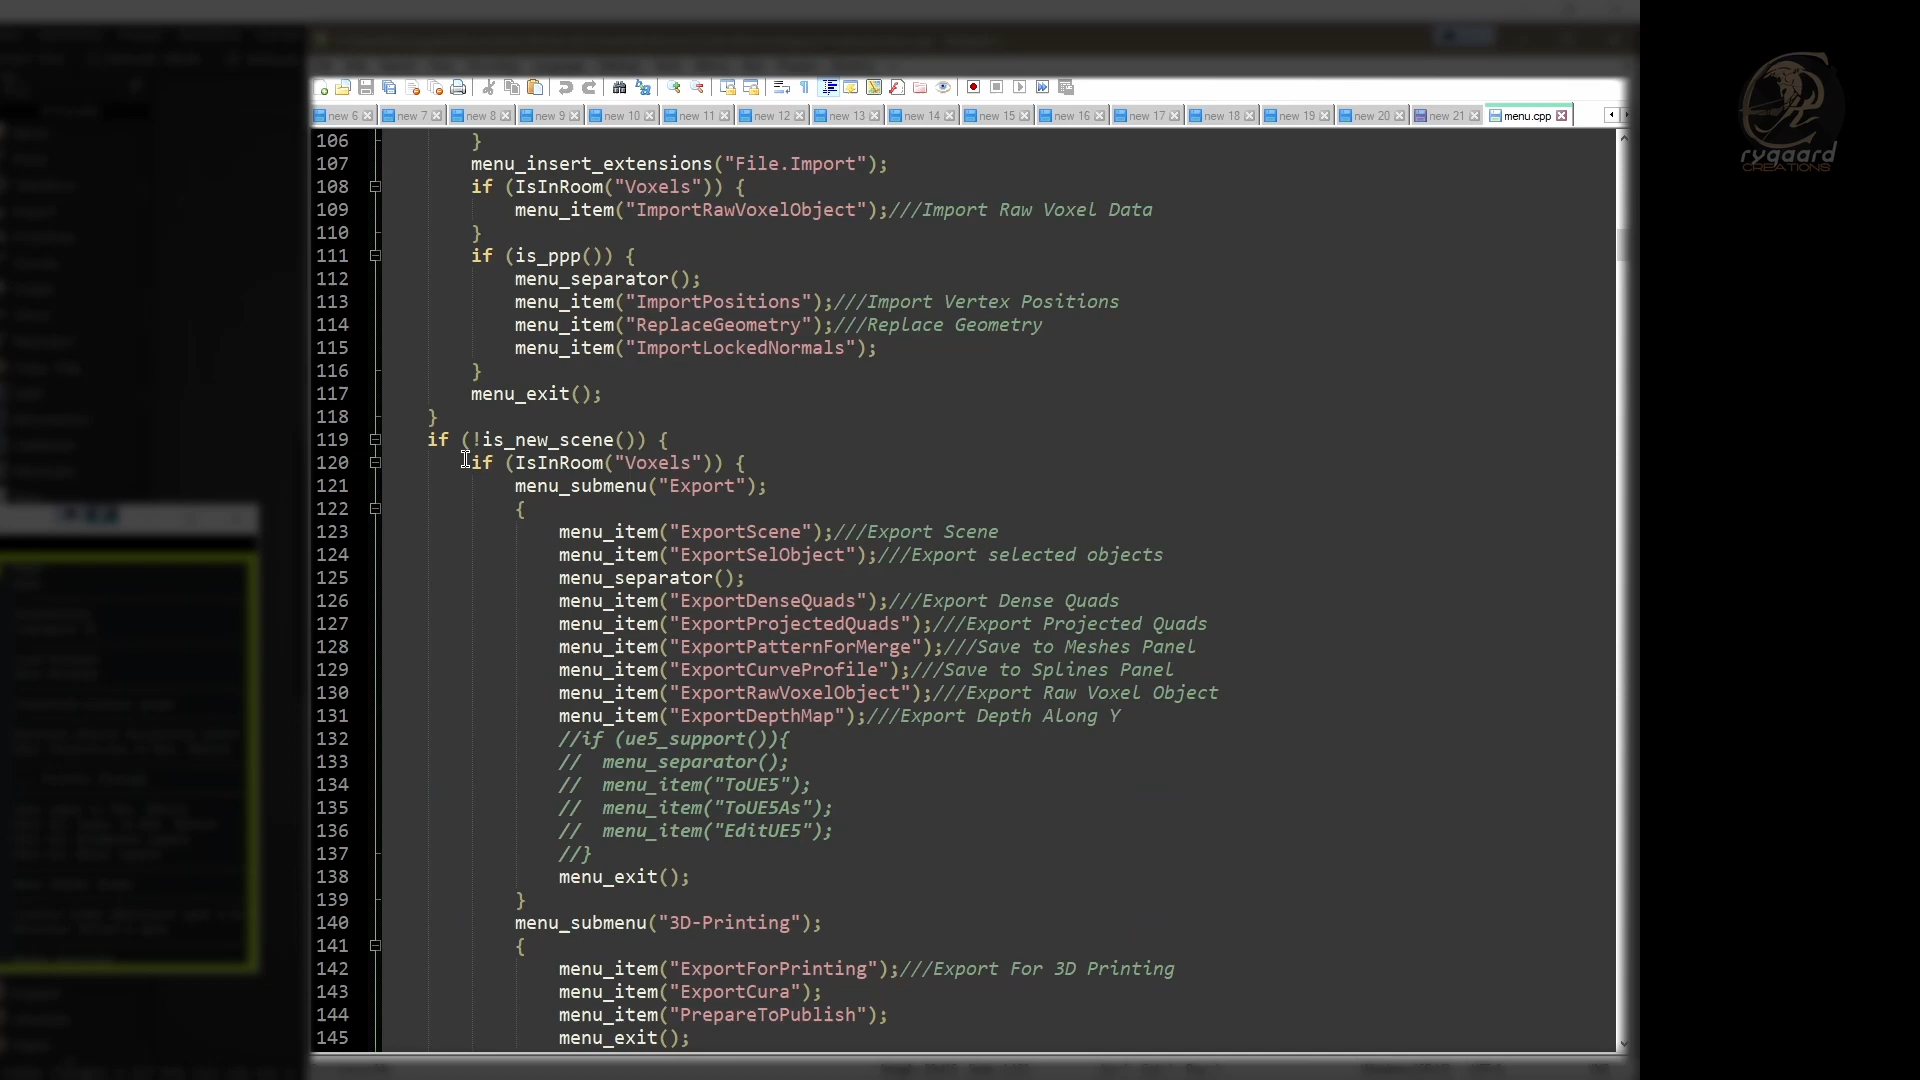 new 6 new 7 new 8 new 9 new 10 new 11 new 12 new 13 new 14 new 15 new 16 new 17 new 18 new 19 new 20 new 21 menu.cpp
rygaard
CREATIONS
106 }
107 menu_insert_extensions("File.Import");
108 if (IsInRoom("Voxels")) {
109 menu_item("ImportRawVoxelObject");///Import Raw Voxel Data
110 }
111 if (is_ppp()) {
112 menu_separator();
113 menu_item("ImportPositions");///Import Vertex Positions
114 menu_item("ReplaceGeometry");///Replace Geometry
115 menu_item("ImportLockedNormals");
116 }
117 menu_exit();
118 }
119 if (!is_new_scene()) {
120 if (IsInRoom("Voxels")) {
121 menu_submenu("Export");
122 {
123 menu_item("ExportScene");///Export Scene
124 menu_item("ExportSelObject");///Export selected objects
125 menu_separator();
126 menu_item("ExportDenseQuads");///Export Dense Quads
127 menu_item("ExportProjectedQuads");///Export Projected Quads
128 menu_item("ExportPatternForMerge");///Save to Meshes Panel
129 menu_item("ExportCurveProfile");///Save to Splines Panel
130 menu_item("ExportRawVoxelObject");///Export Raw Voxel Object
131 menu_item("ExportDepthMap");///Export Depth Along Y
132 //if (ue5_support()){
133 // menu_separator();
134 // menu_item("ToUE5");
135 // menu_item("ToUE5As");
136 // menu_item("EditUE5");
137 //}
138 menu_exit();
139 }
140 menu_submenu("3D-Printing");
141 {
142 menu_item("ExportForPrinting");///Export For 3D Printing
143 menu_item("ExportCura");
144 menu_item("PrepareToPublish");
145 menu_exit();